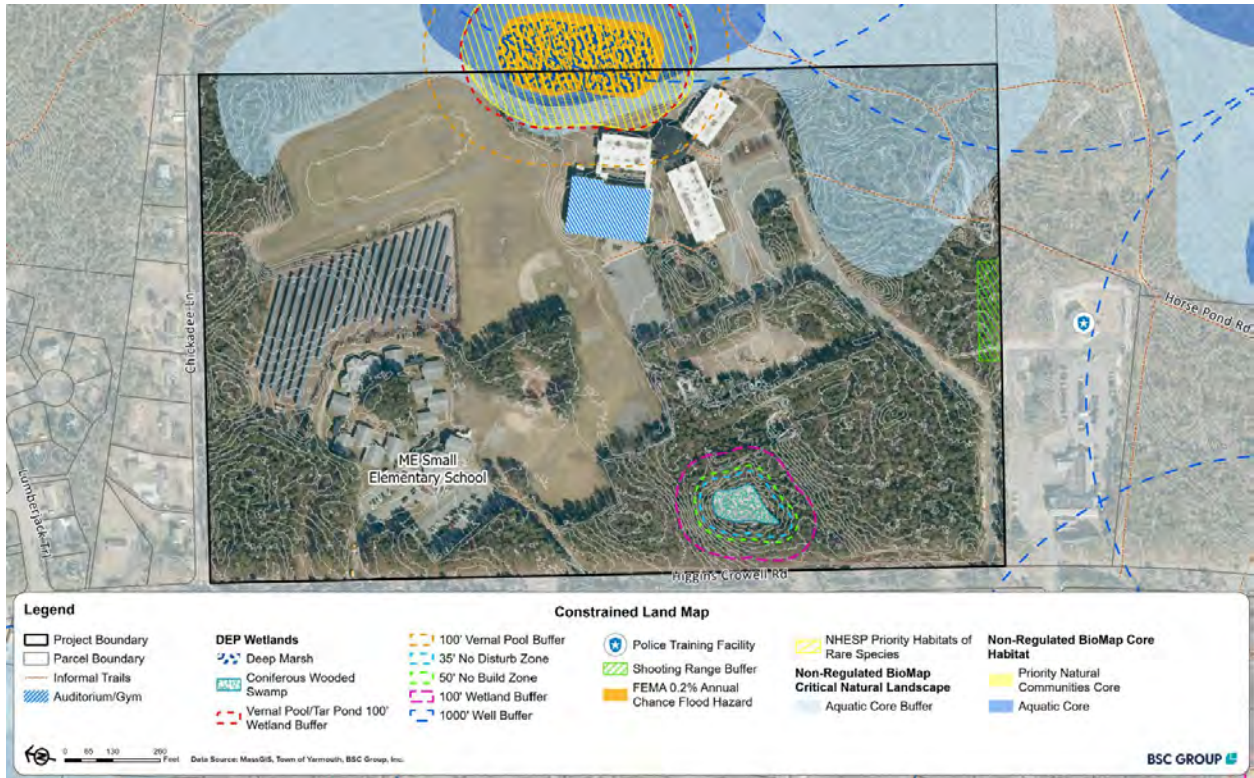 Chickadee Ln
Lumberjack Trl
Horse Pond Rd
ME Small
Elementary School
Higgins Crowell Rd
Legend
Constrained Land Map
Project Boundary
Parcel Boundary
Informal Trails
Auditorium/Gym
DEP Wetlands
Deep Marsh
Coniferous Wooded
Swamp
Vernal Pool/Tar Pond 100'
Wetland Buffer
100' Vernal Pool Buffer
35' No Disturb Zone
50' No Build Zone
100' Wetland Buffer
1000' Well Buffer
Police Training Facility
Shooting Range Buffer
FEMA 0.2% Annual
Chance Flood Hazard
NHESP Priority Habitats of
Rare Species
Non-Regulated BioMap
Critical Natural Landscape
Aquatic Core Buffer
Non-Regulated BioMap Core
Habitat
Priority Natural
Communities Core
Aquatic Core
0 65 130 260
Feet
Data Source: MassGIS, Town of Yarmouth, BSC Group, Inc.
BSC GROUP